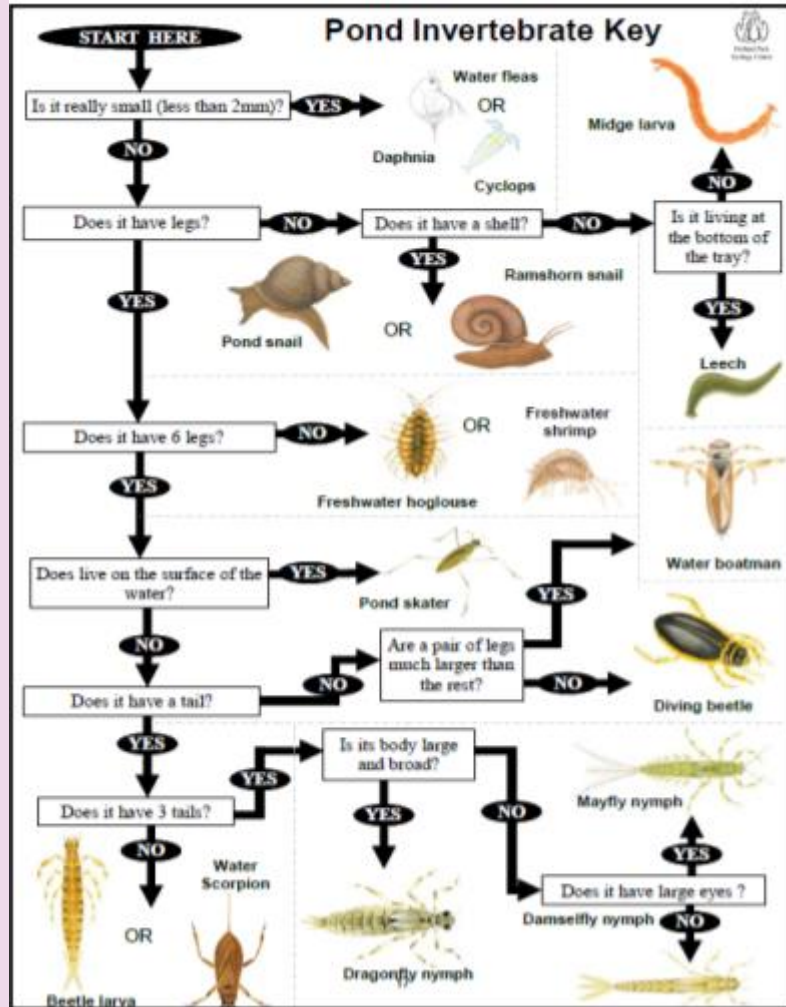 Pond Invertebrate Key
START HERE
Is it really small (less than 2mm)?
YES
Water fleas
OR
Daphnia
Cyclops
Midge larva
NO
NO
Does it have legs?
NO
Does it have a shell?
NO
Is it living at
the bottom of
the tray?
YES
YES
YES
Pond snail
OR
Ramshorn snail
Leech
Does it have 6 legs?
NO
OR
Freshwater
shrimp
Freshwater hoglouse
YES
Does live on the surface of the
water?
YES
Pond skater
YES
Water boatman
NO
Are a pair of legs
much larger than
the rest?
NO
Does it have a tail?
NO
Diving beetle
YES
Is its body large
and broad?
YES
Mayfly nymph
Does it have 3 tails?
YES
NO
YES
NO
Water
Scorpion
Does it have large eyes ?
Damselfly nymph
NO
OR
Beetle larva
Dragonfly nymph